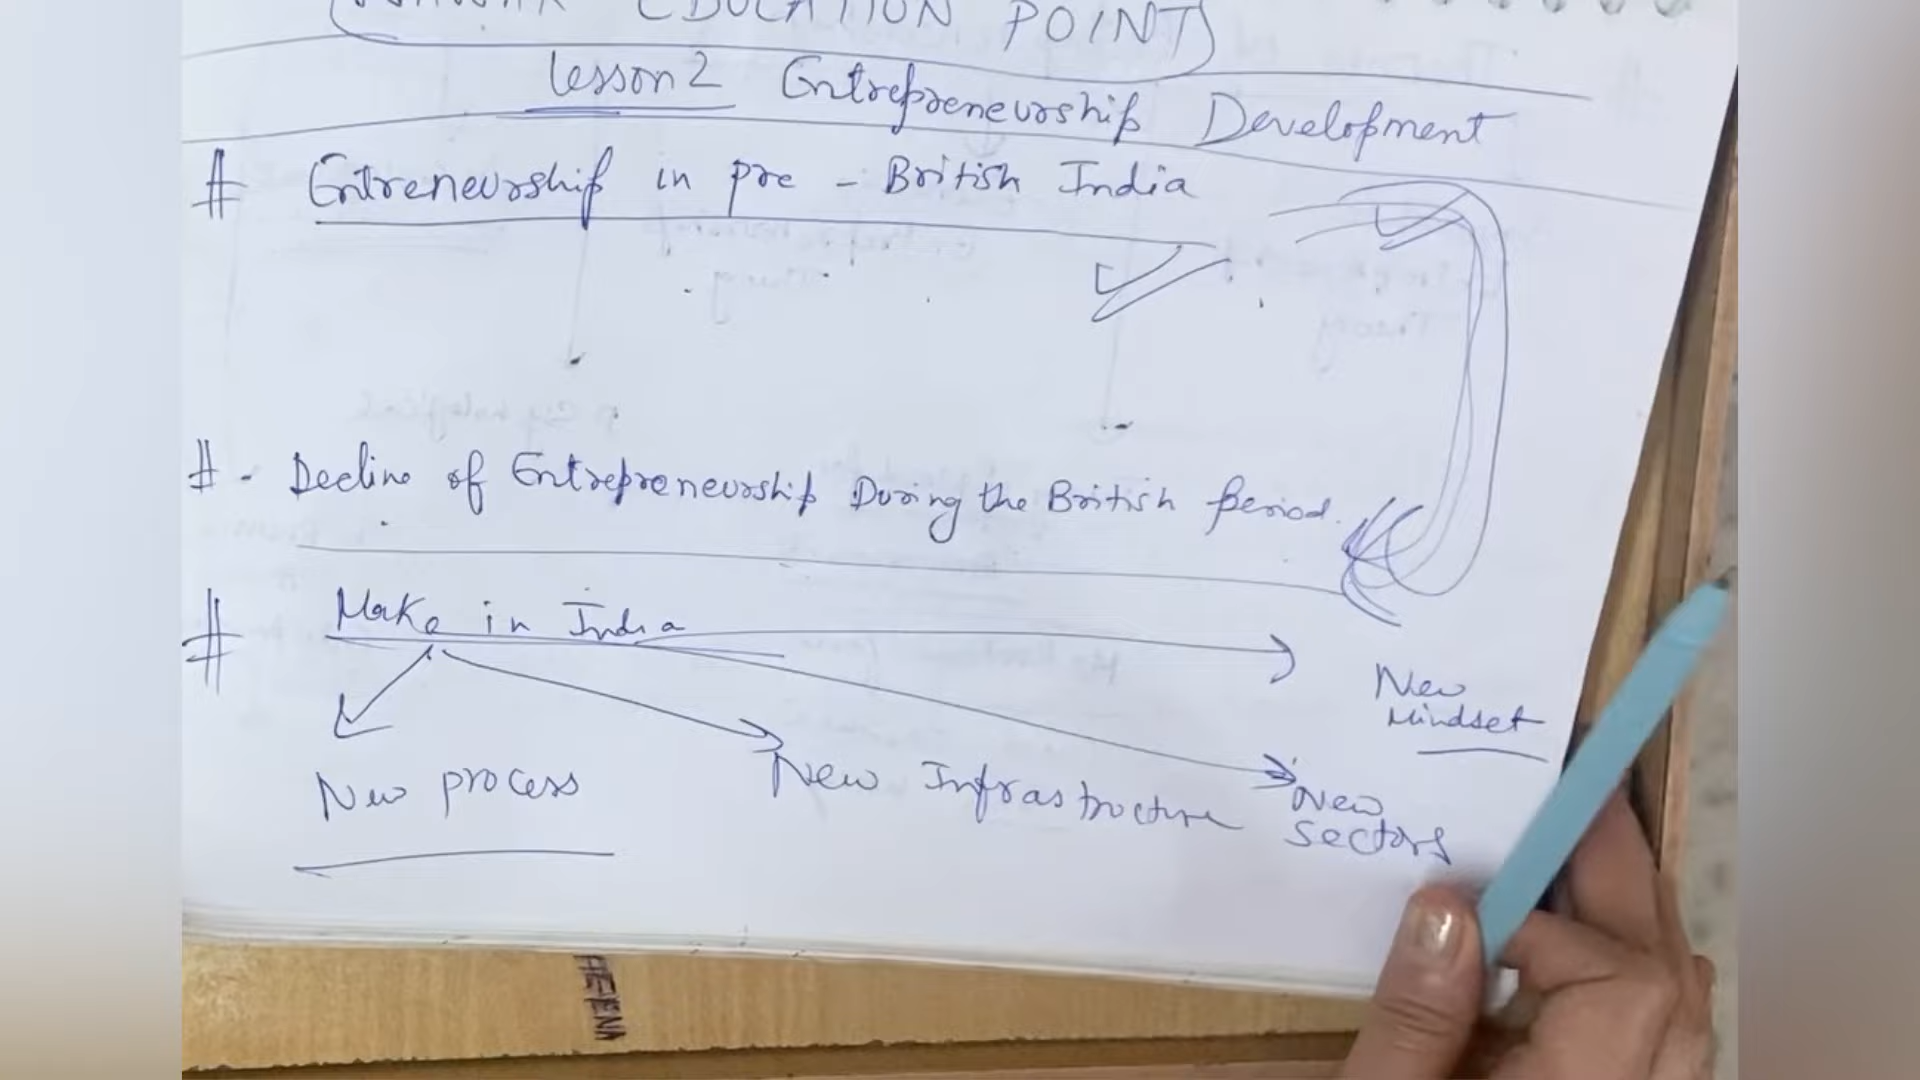 EDUCATION POINT
Lesson 2 Entrepreneurship Development
# Entreneurship in pre - British India
# - Decline of Entrepreneurship During the British Period.
# Make in India
New Mindset
New process
New Infrastructure
New Sectors
HEENA